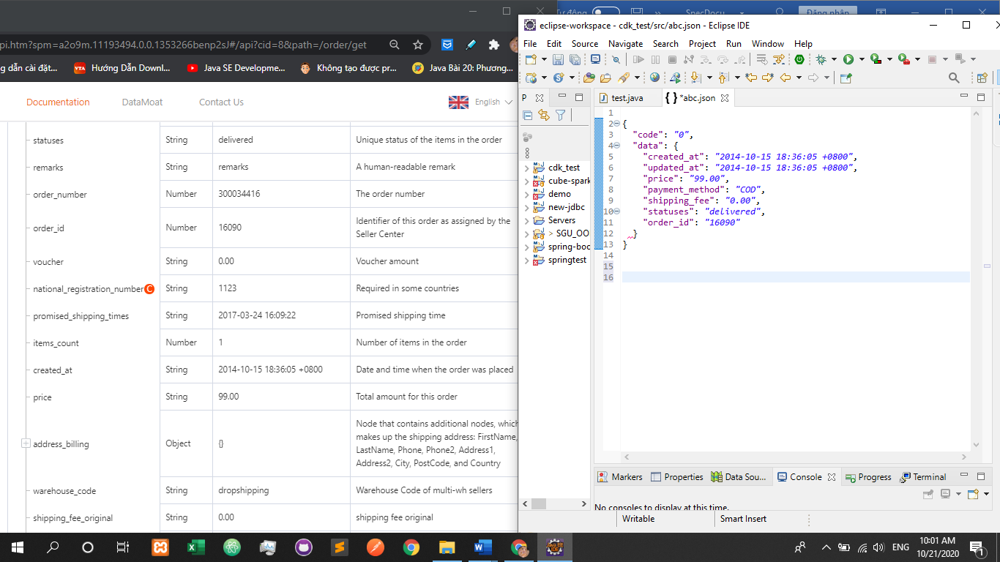 Tự động
SpecDocu
Đăng nhập
eclipse-workspace - cdk_test/src/abc.json - Eclipse IDE
pi.htm?spm=a2o9m.11193494.0.0.1353266benp2sJ#/api?cid=8&path=/order/get
g dẫn cài đặt...
YTA
Hướng Dẫn Downl...
Java SE Developme...
Không tạo được pr...
Java Bài 20: Phương...
Documentation
DataMoat
Contact Us
English
statuses String delivered Unique status of the items in the order
remarks String remarks A human-readable remark
order_number Number 300034416 The order number
order_id Number 16090 Identifier of this order as assigned by the
Seller Center
voucher String 0.00 Voucher amount
national_registration_number C String 1123 Required in some countries
promised_shipping_times String 2017-03-24 16:09:22 Promised shipping time
items_count Number 1 Number of items in the order
created_at String 2014-10-15 18:36:05 +0800 Date and time when the order was placed
price String 99.00 Total amount for this order
address_billing Object {} Node that contains additional nodes, which
makes up the shipping address: FirstName,
LastName, Phone, Phone2, Address1,
Address2, City, PostCode, and Country
warehouse_code String dropshipping Warehouse Code of multi-wh sellers
shipping_fee_original String 0.00 shipping fee original
File Edit Source Navigate Search Project Run Window Help
P
test.java
{ } *abc.json
cdk_test
cube-spark
demo
new-jdbc
Servers
> SGU_OO
spring-boo
springtest
1
2 {
3 "code": "0",
4 "data": {
5 "created_at": "2014-10-15 18:36:05 +0800",
6 "updated_at": "2014-10-15 18:36:05 +0800",
7 "price": "99.00",
8 "payment_method": "COD",
9 "shipping_fee": "0.00",
10 "statuses": "delivered",
11 "order_id": "16090"
12 }
13 }
14
15
16
Markers Properties Data Sou... Console Progress Terminal
No consoles to display at this time.
Writable
Smart Insert
ENG
10:01 AM
10/21/2020
1